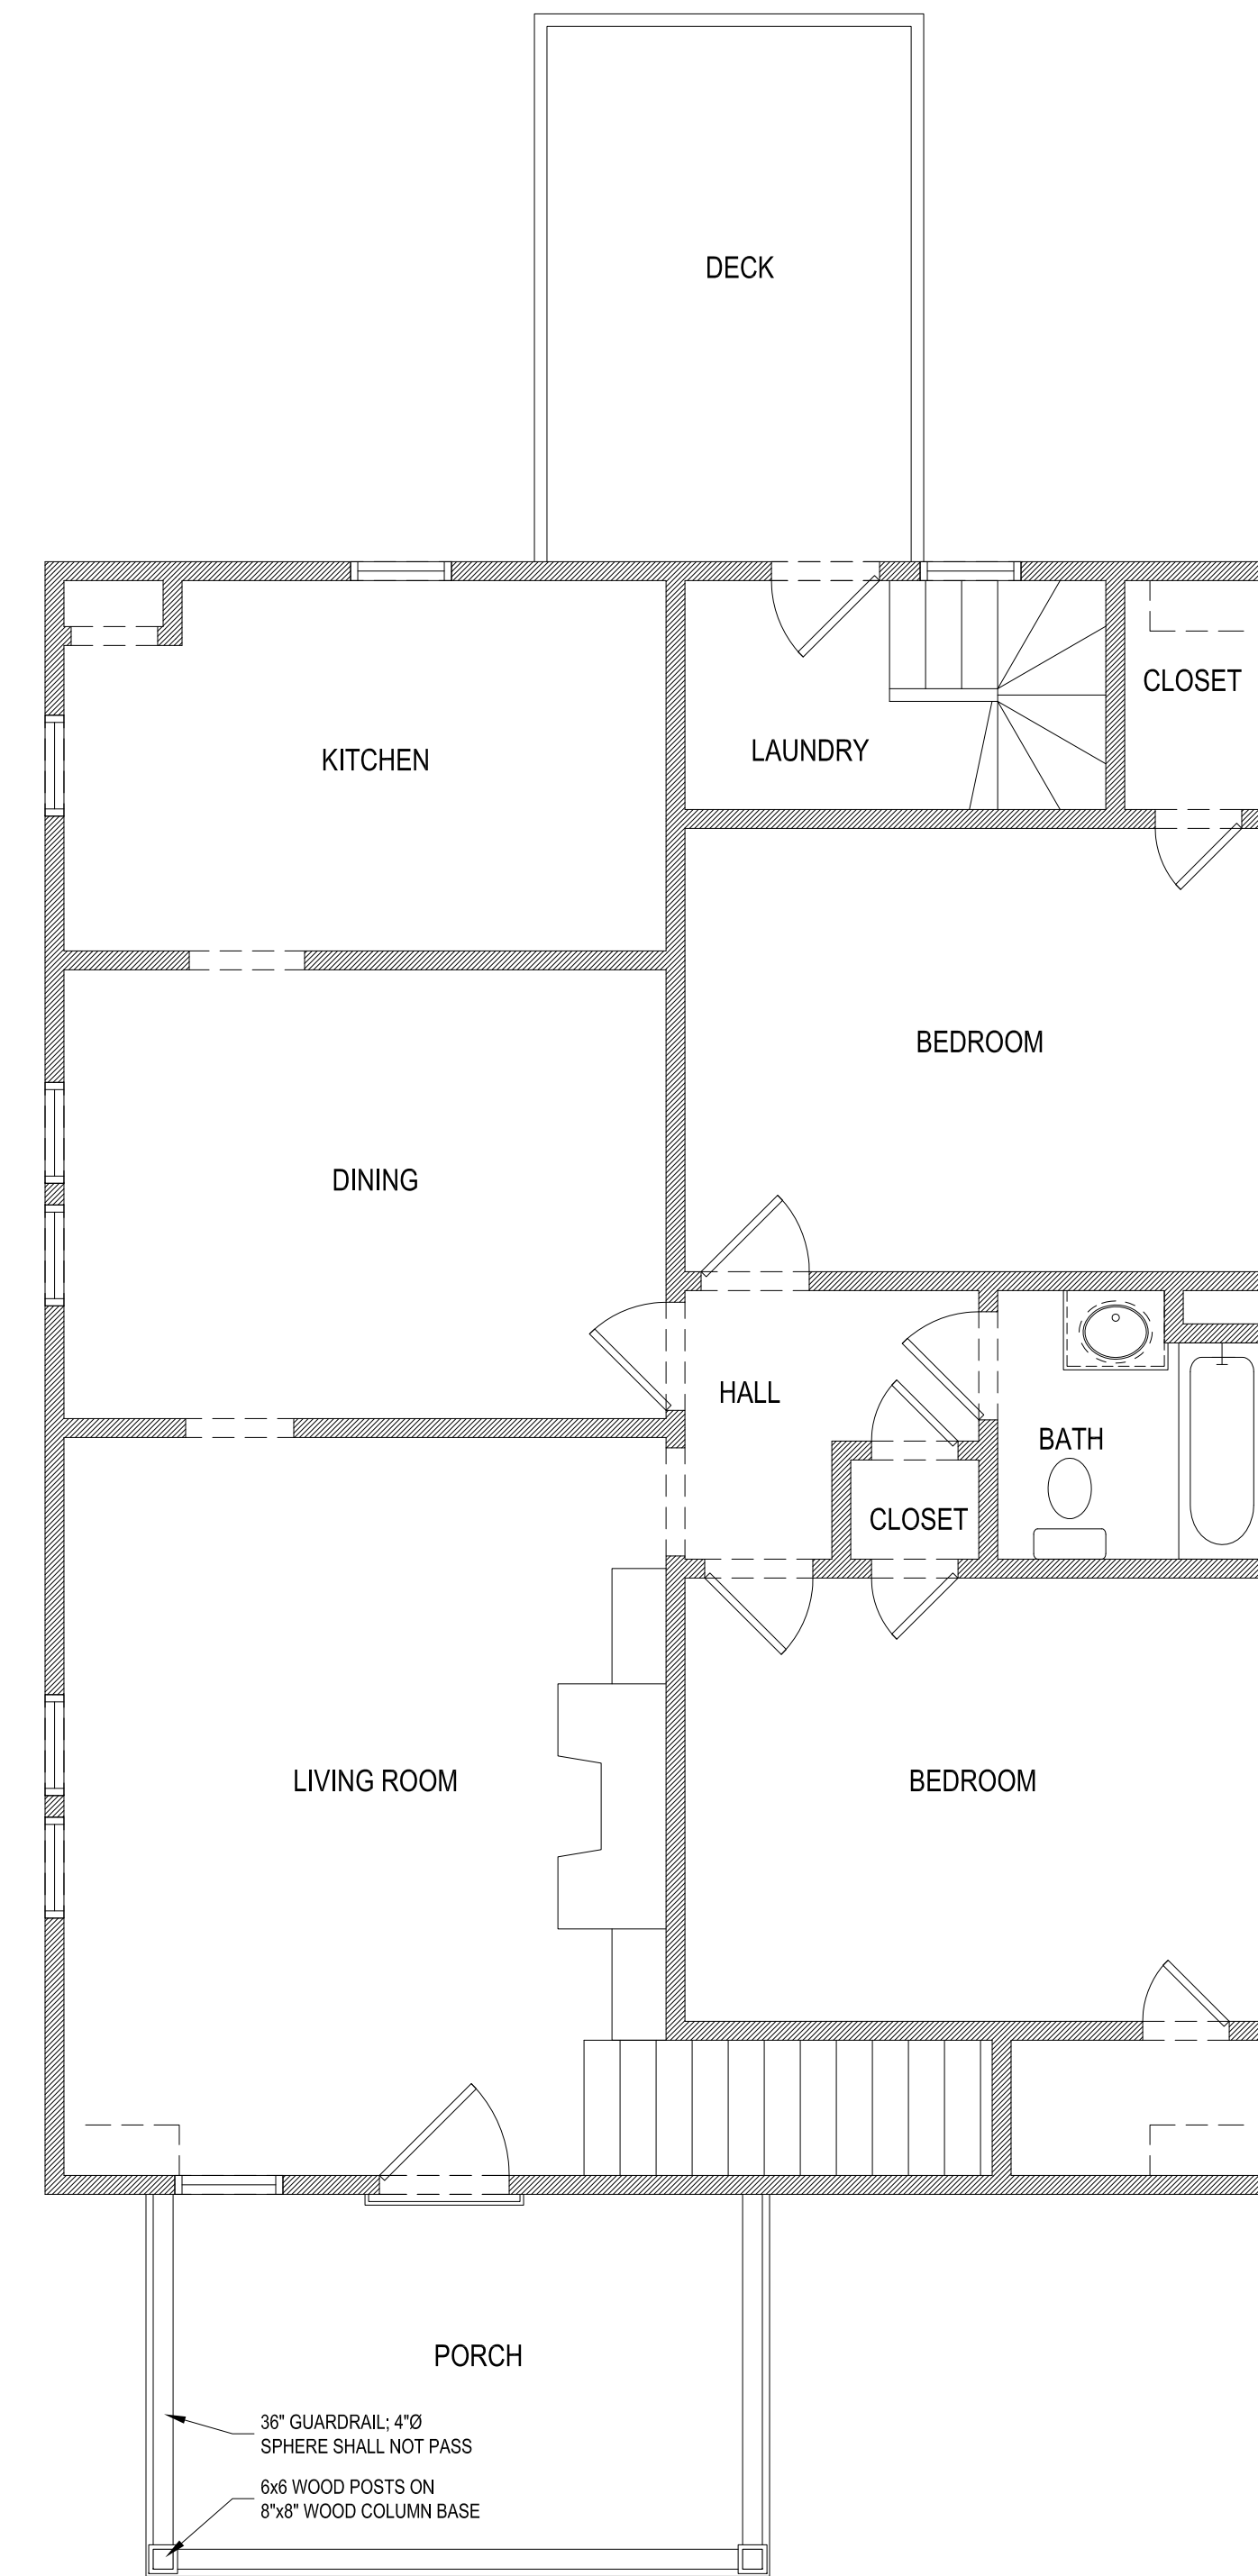 DECK
CLOSET
LAUNDRY
KITCHEN
BEDROOM
DINING
HALL
BATH
CLOSET
LIVING ROOM
BEDROOM
PORCH
36" GUARDRAIL; 4"Ø
SPHERE SHALL NOT PASS
6x6 WOOD POSTS ON
8"x8" WOOD COLUMN BASE